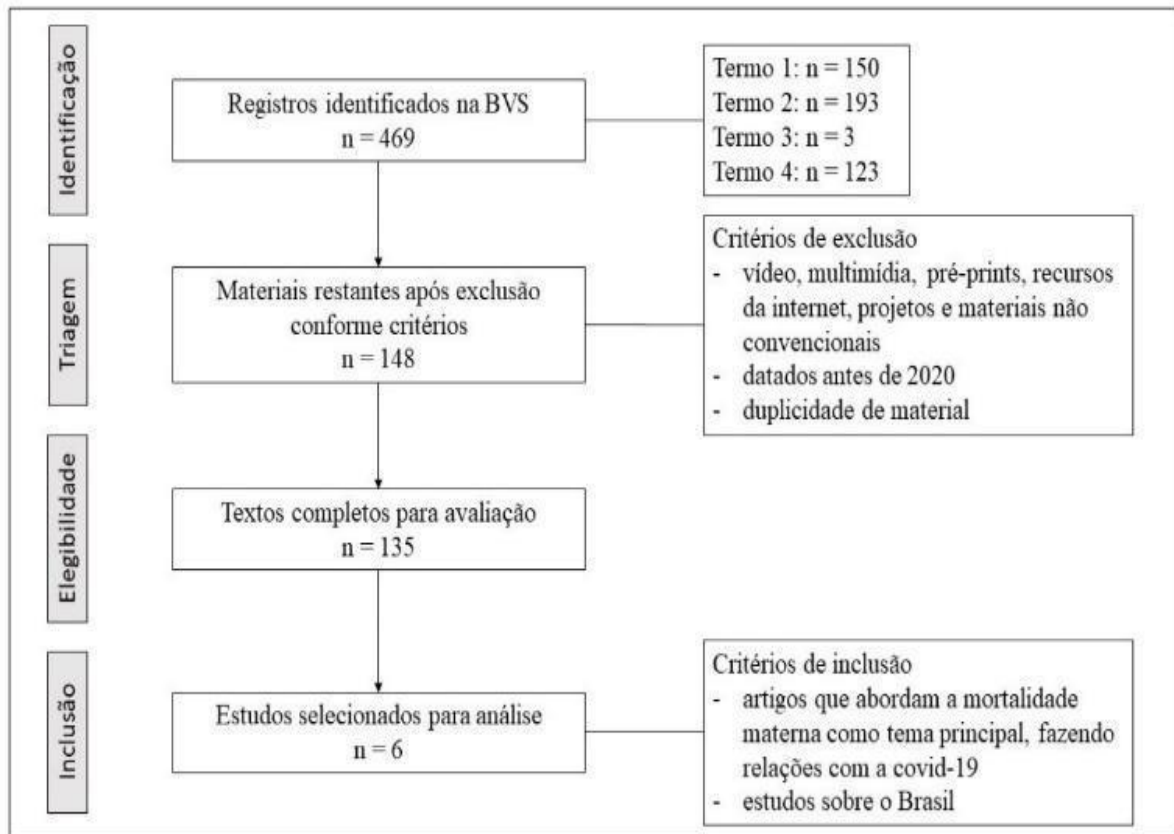 Identificação
Registros identificados na BVS
n = 469
Termo 1: n = 150
Termo 2: n = 193
Termo 3: n = 3
Termo 4: n = 123
Triagem
Materiais restantes após exclusão
conforme critérios
n = 148
Critérios de exclusão
- vídeo, multimídia, pré-prints, recursos
da internet, projetos e materiais não
convencionais
- datados antes de 2020
- duplicidade de material
Elegibilidade
Textos completos para avaliação
n = 135
Inclusão
Estudos selecionados para análise
n = 6
Critérios de inclusão
- artigos que abordam a mortalidade
materna como tema principal, fazendo
relações com a covid-19
- estudos sobre o Brasil